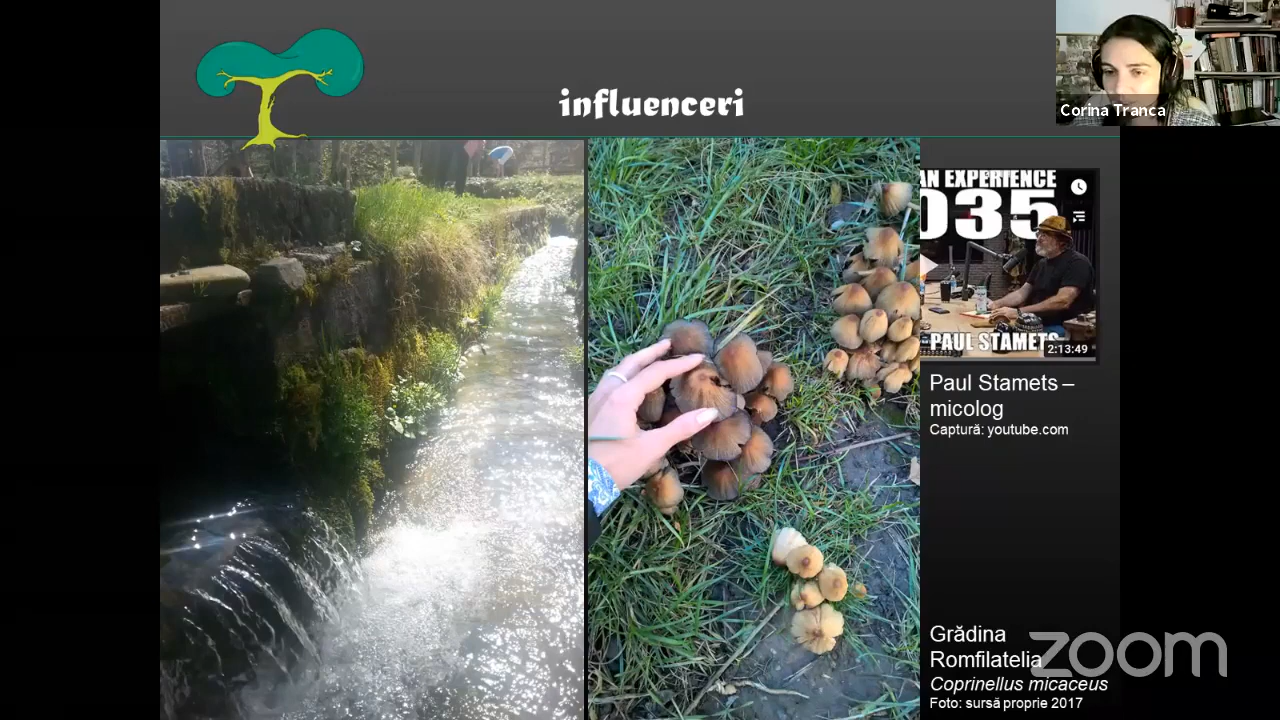 influenceri
Corina Tranca
AN EXPERIENCE
035
PAUL STAMETS
2:13:49
Paul Stamets –
micolog
Captură: youtube.com
Grădina
Romfilatelia
Coprinellus micaceus
Foto: sursă proprie 2017
zoom